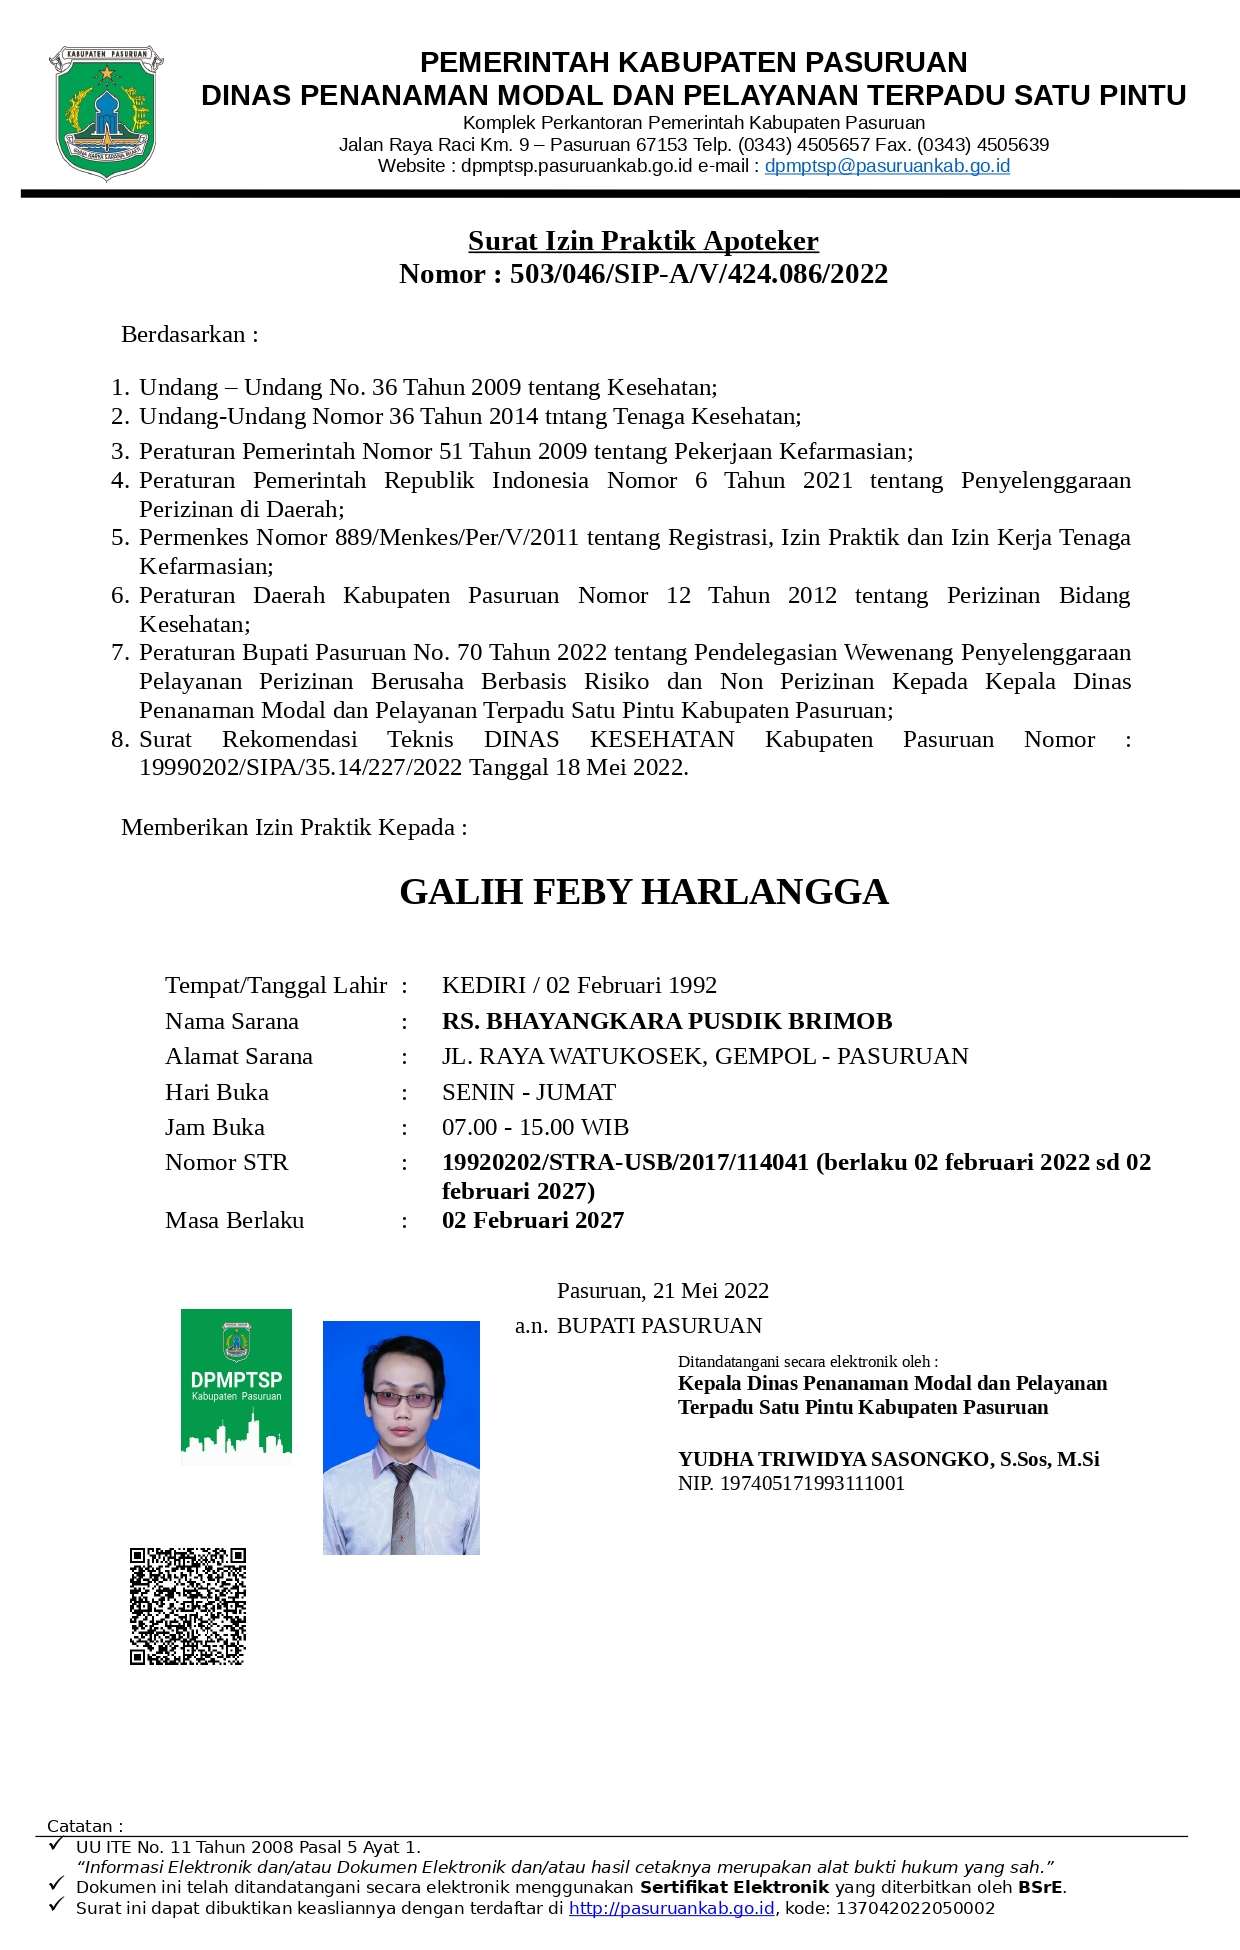 KABUPATEN PASURUAN
PEMERINTAH KABUPATEN PASURUAN
DINAS PENANAMAN MODAL DAN PELAYANAN TERPADU SATU PINTU
Komplek Perkantoran Pemerintah Kabupaten Pasuruan
Jalan Raya Raci Km. 9 – Pasuruan 67153 Telp. (0343) 4505657 Fax. (0343) 4505639
Website : dpmptsp.pasuruankab.go.id e-mail : dpmptsp@pasuruankab.go.id
Surat Izin Praktik Apoteker
Nomor : 503/046/SIP-A/V/424.086/2022
Berdasarkan :
1. Undang – Undang No. 36 Tahun 2009 tentang Kesehatan;
2. Undang-Undang Nomor 36 Tahun 2014 tntang Tenaga Kesehatan;
3. Peraturan Pemerintah Nomor 51 Tahun 2009 tentang Pekerjaan Kefarmasian;
4. Peraturan Pemerintah Republik Indonesia Nomor 6 Tahun 2021 tentang Penyelenggaraan
Perizinan di Daerah;
5. Permenkes Nomor 889/Menkes/Per/V/2011 tentang Registrasi, Izin Praktik dan Izin Kerja Tenaga
Kefarmasian;
6. Peraturan Daerah Kabupaten Pasuruan Nomor 12 Tahun 2012 tentang Perizinan Bidang
Kesehatan;
7. Peraturan Bupati Pasuruan No. 70 Tahun 2022 tentang Pendelegasian Wewenang Penyelenggaraan
Pelayanan Perizinan Berusaha Berbasis Risiko dan Non Perizinan Kepada Kepala Dinas
Penanaman Modal dan Pelayanan Terpadu Satu Pintu Kabupaten Pasuruan;
8. Surat Rekomendasi Teknis DINAS KESEHATAN Kabupaten Pasuruan Nomor :
19990202/SIPA/35.14/227/2022 Tanggal 18 Mei 2022.
Memberikan Izin Praktik Kepada :
GALIH FEBY HARLANGGA
Tempat/Tanggal Lahir : KEDIRI / 02 Februari 1992
Nama Sarana : RS. BHAYANGKARA PUSDIK BRIMOB
Alamat Sarana : JL. RAYA WATUKOSEK, GEMPOL - PASURUAN
Hari Buka : SENIN - JUMAT
Jam Buka : 07.00 - 15.00 WIB
Nomor STR : 19920202/STRA-USB/2017/114041 (berlaku 02 februari 2022 sd 02
februari 2027)
Masa Berlaku : 02 Februari 2027
Pasuruan, 21 Mei 2022
a.n. BUPATI PASURUAN
Ditandatangani secara elektronik oleh :
Kepala Dinas Penanaman Modal dan Pelayanan
Terpadu Satu Pintu Kabupaten Pasuruan
YUDHA TRIWIDYA SASONGKO, S.Sos, M.Si
NIP. 197405171993111001
DPMPTSP
Kabupaten Pasuruan
Catatan :
✓ UU ITE No. 11 Tahun 2008 Pasal 5 Ayat 1.
“Informasi Elektronik dan/atau Dokumen Elektronik dan/atau hasil cetaknya merupakan alat bukti hukum yang sah.”
✓ Dokumen ini telah ditandatangani secara elektronik menggunakan Sertifikat Elektronik yang diterbitkan oleh BSrE.
✓ Surat ini dapat dibuktikan keasliannya dengan terdaftar di http://pasuruankab.go.id, kode: 137042022050002